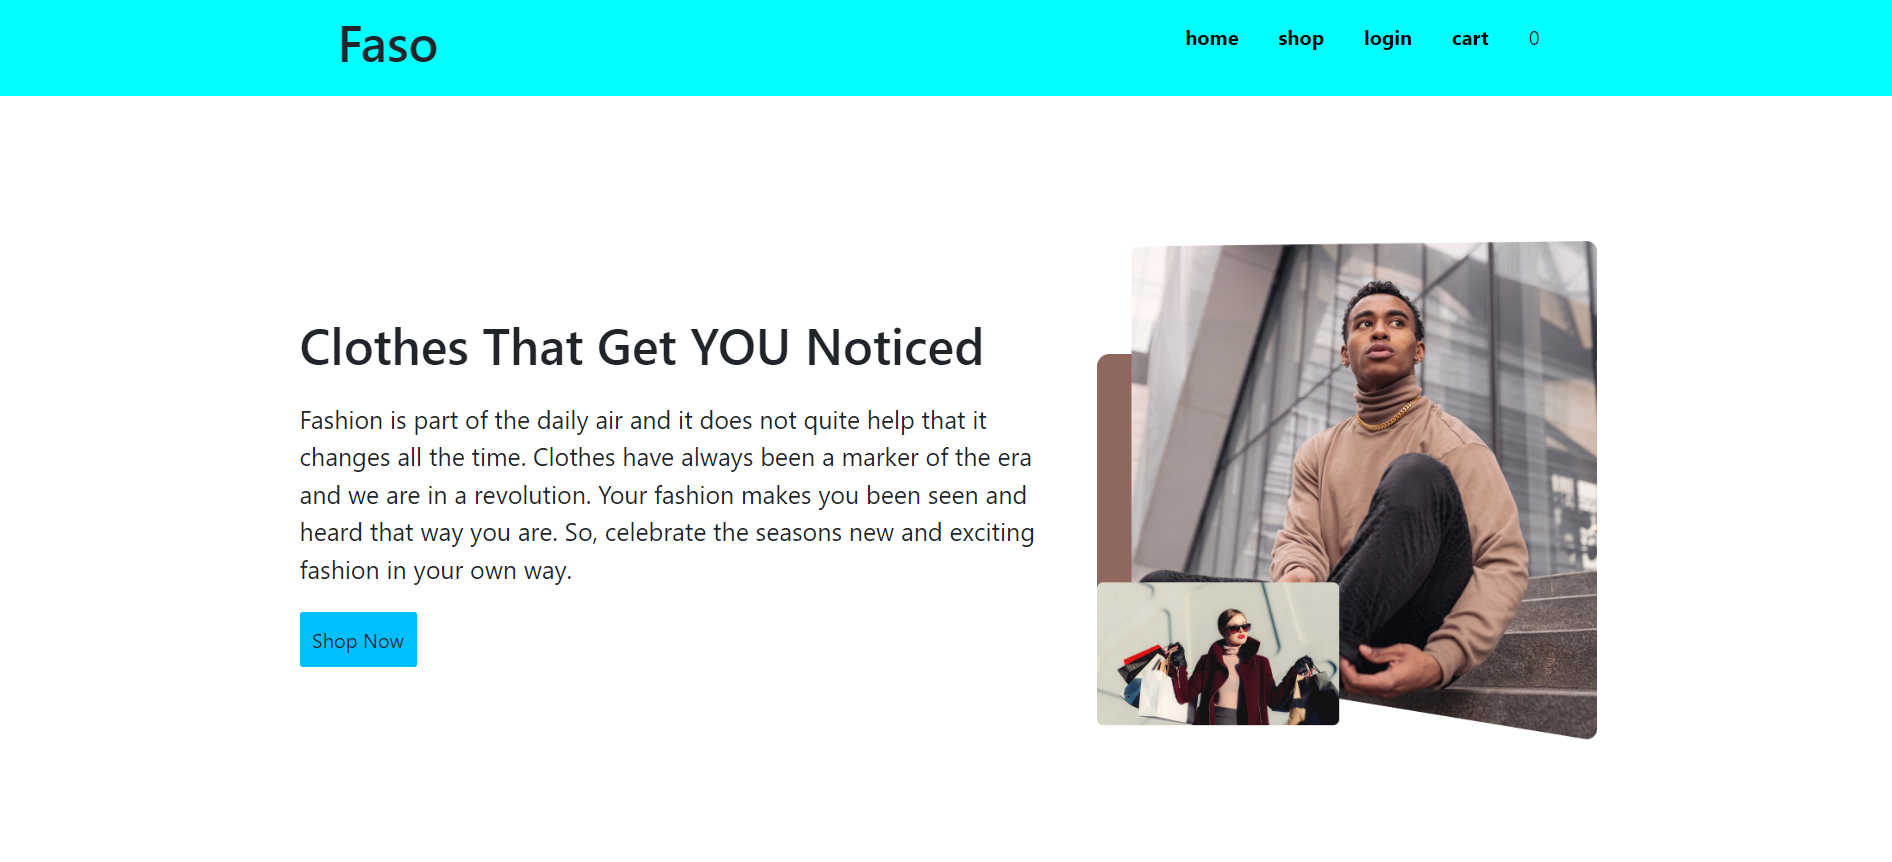 Faso
home shop login cart 0
Clothes That Get YOU Noticed
Fashion is part of the daily air and it does not quite help that it
changes all the time. Clothes have always been a marker of the era
and we are in a revolution. Your fashion makes you been seen and
heard that way you are. So, celebrate the seasons new and exciting
fashion in your own way.
Shop Now